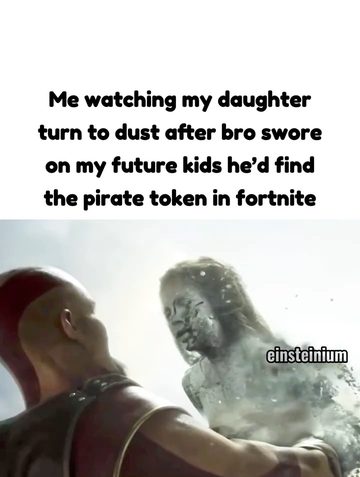 Me watching my daughter
turn to dust after bro swore
on my future kids he’d find
the pirate token in fortnite
einsteinium